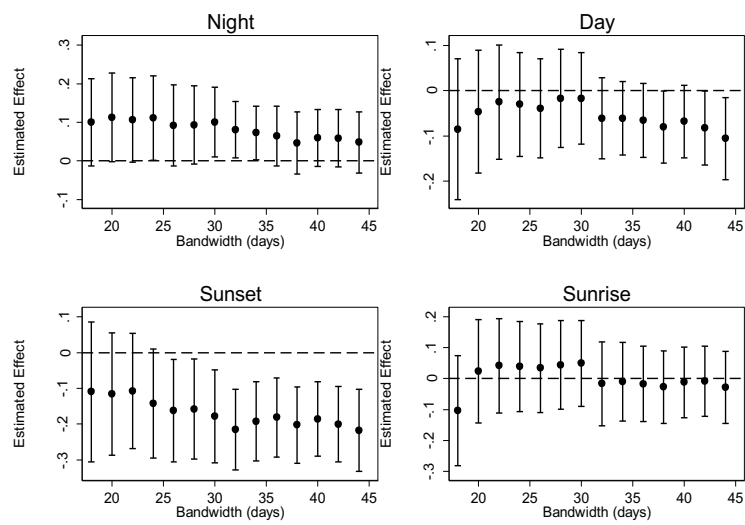 Night
Estimated Effect
.3
.2
.1
0
-.1
20 25 30 35 40 45
Bandwidth (days)
Day
Estimated Effect
.1
0
-.1
-.2
20 25 30 35 40 45
Bandwidth (days)
Sunset
Estimated Effect
.1
0
-.1
-.2
-.3
20 25 30 35 40 45
Bandwidth (days)
Sunrise
Estimated Effect
.2
.1
0
-.1
-.2
-.3
20 25 30 35 40 45
Bandwidth (days)